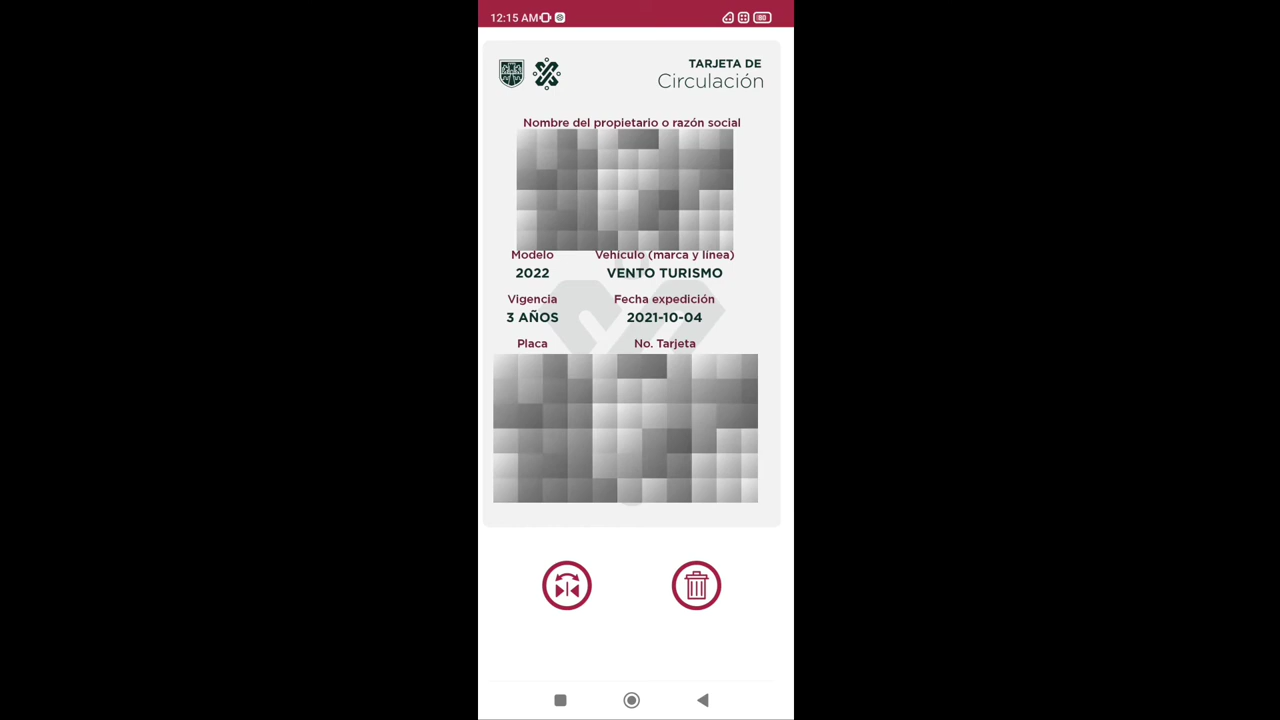 12:15 AM
80
TARJETA DE
Circulación
Nombre del propietario o razón social
Modelo Vehículo (marca y línea)
2022 VENTO TURISMO
Vigencia Fecha expedición
3 AÑOS 2021-10-04
Placa No. Tarjeta